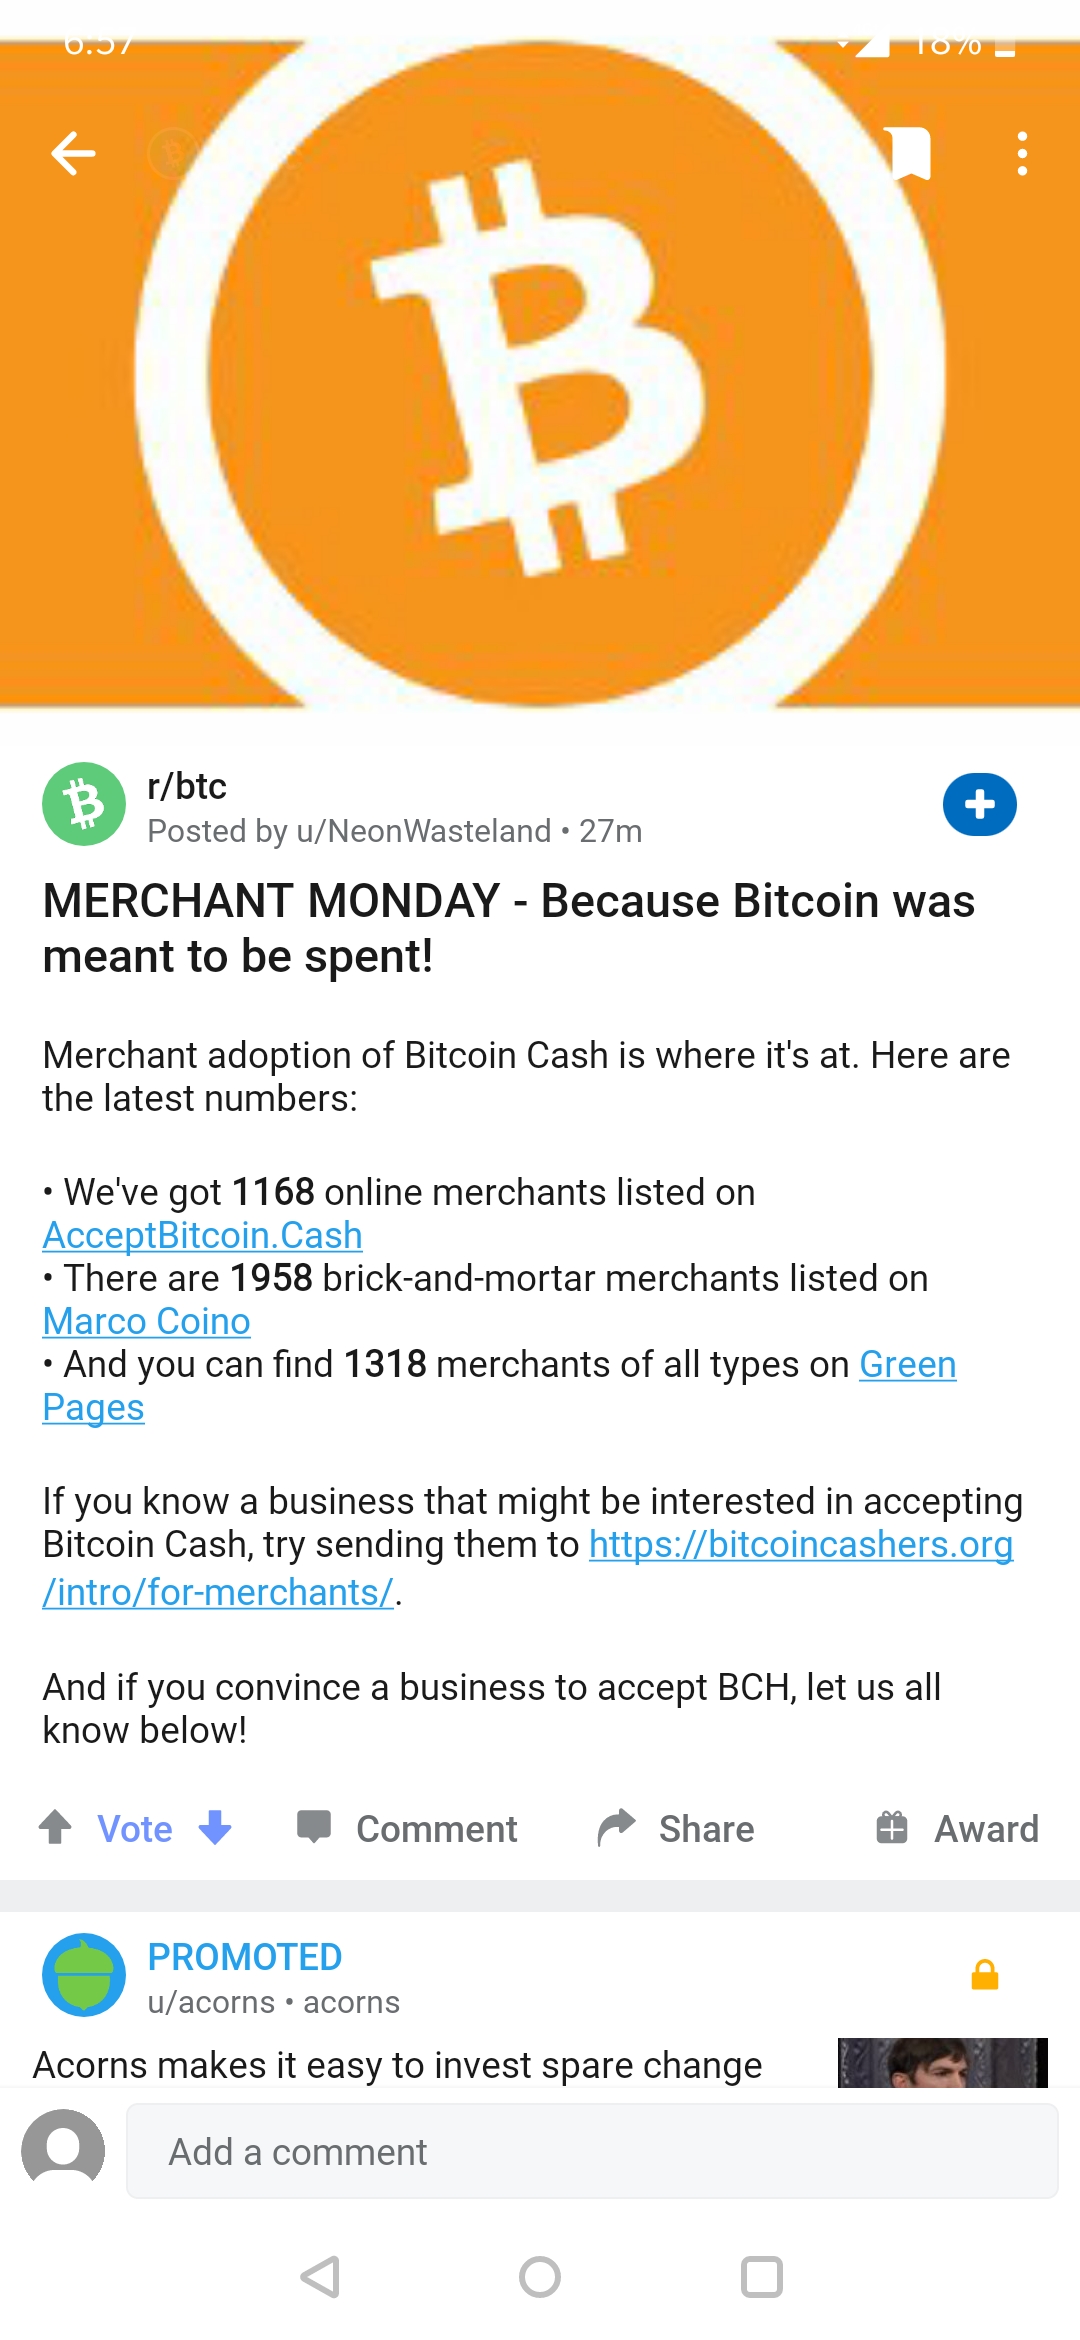 6:57 18%
r/btc
Posted by u/NeonWasteland • 27m
MERCHANT MONDAY - Because Bitcoin was
meant to be spent!
Merchant adoption of Bitcoin Cash is where it's at. Here are
the latest numbers:
• We've got 1168 online merchants listed on
AcceptBitcoin.Cash
• There are 1958 brick-and-mortar merchants listed on
Marco Coino
• And you can find 1318 merchants of all types on Green
Pages
If you know a business that might be interested in accepting
Bitcoin Cash, try sending them to https://bitcoincashers.org
/intro/for-merchants/.
And if you convince a business to accept BCH, let us all
know below!
Vote Comment Share Award
PROMOTED
u/acorns • acorns
Acorns makes it easy to invest spare change
Add a comment